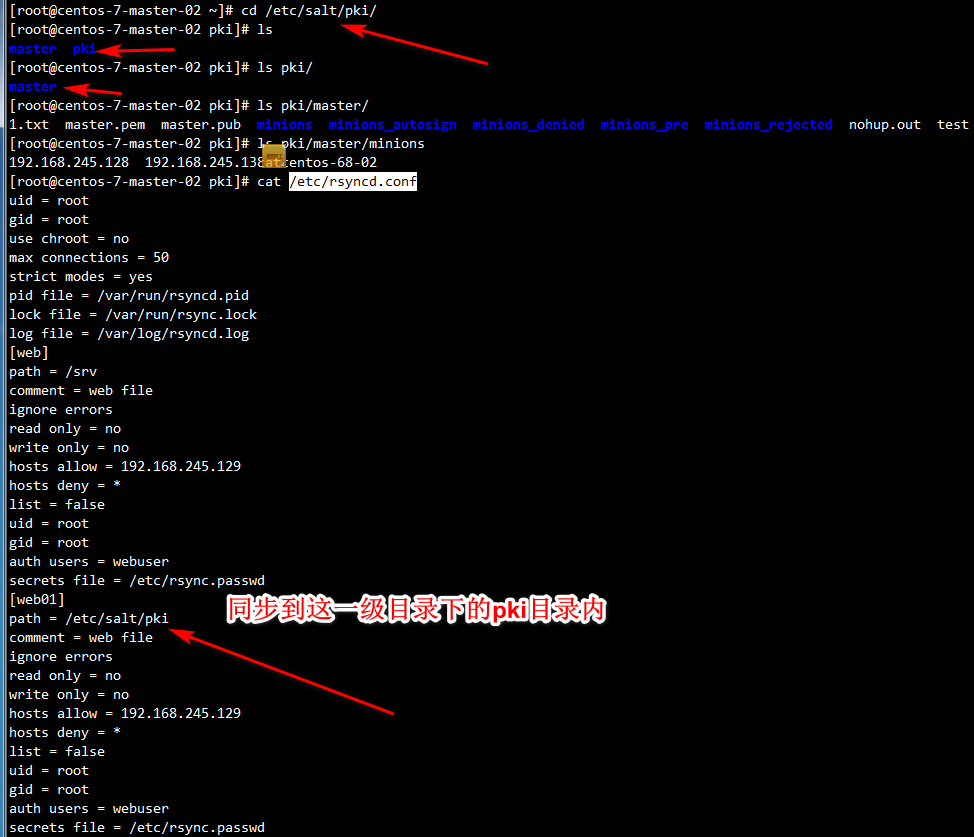 [root@centos-7-master-02 ~]# cd /etc/salt/pki/
[root@centos-7-master-02 pki]# ls
master  pki
[root@centos-7-master-02 pki]# ls pki/
master
[root@centos-7-master-02 pki]# ls pki/master/
1.txt  master.pem  master.pub  minions  minions_autosign  minions_denied  minions_pre  minions_rejected  nohup.out  test
[root@centos-7-master-02 pki]# ls pki/master/minions
192.168.245.128  192.168.245.138at-centos-68-02
[root@centos-7-master-02 pki]# cat /etc/rsyncd.conf
uid = root
gid = root
use chroot = no
max connections = 50
strict modes = yes
pid file = /var/run/rsyncd.pid
lock file = /var/run/rsync.lock
log file = /var/log/rsyncd.log
[web]
path = /srv
comment = web file
ignore errors
read only = no
write only = no
hosts allow = 192.168.245.129
hosts deny = *
list = false
uid = root
gid = root
auth users = webuser
secrets file = /etc/rsync.passwd
[web01]
同步到这一级目录下的pki目录内
path = /etc/salt/pki
comment = web file
ignore errors
read only = no
write only = no
hosts allow = 192.168.245.129
hosts deny = *
list = false
uid = root
gid = root
auth users = webuser
secrets file = /etc/rsync.passwd